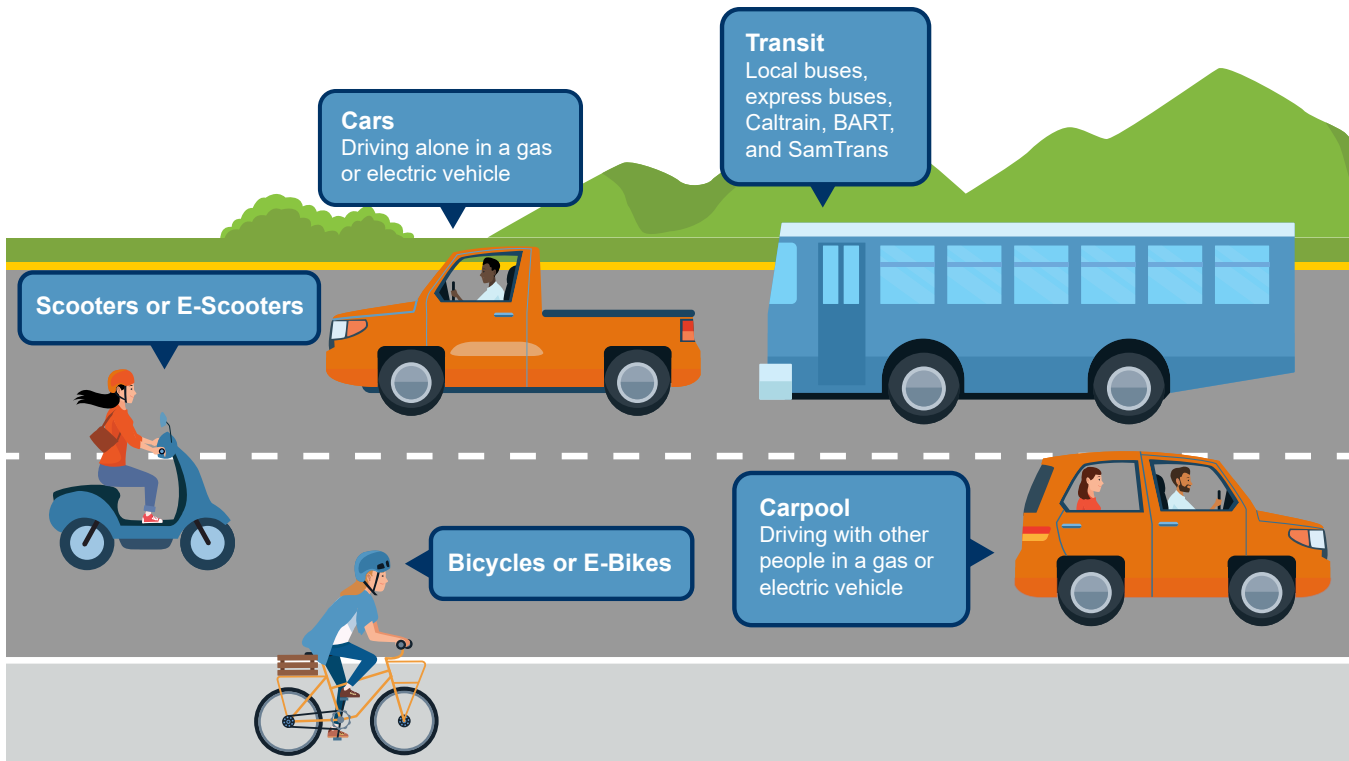 Transit
Local buses,
express buses,
Caltrain, BART,
and SamTrans
Cars
Driving alone in a gas
or electric vehicle
Scooters or E-Scooters
Carpool
Driving with other
people in a gas or
electric vehicle
Bicycles or E-Bikes